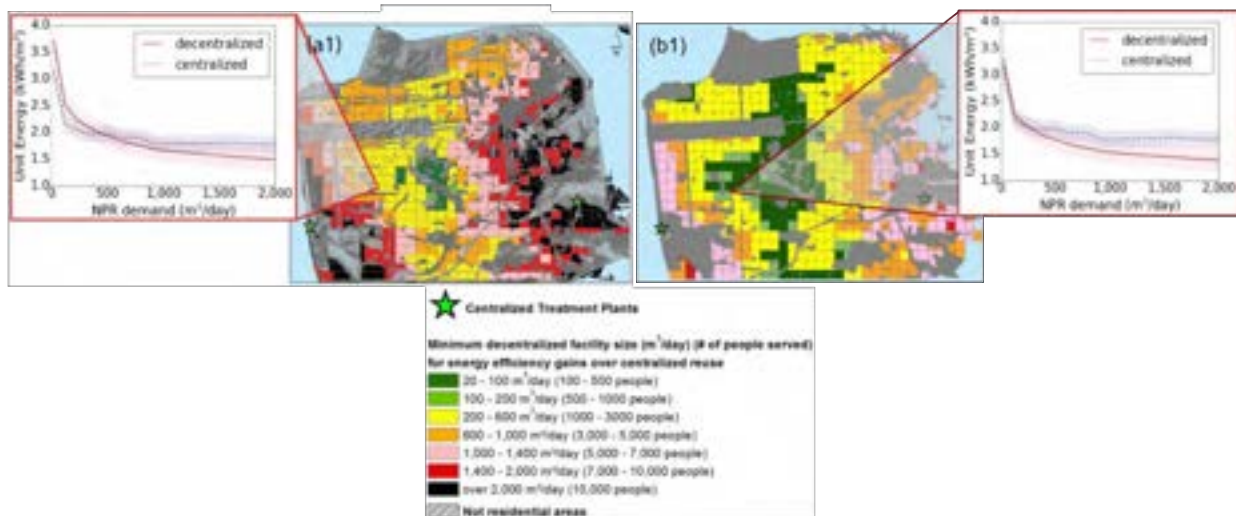 4.0
3.5
3.0
2.5
2.0
1.5
1.0
Unit Energy (kWh/m³)
decentralized
centralized
0
500
1,000
1,500
2,000
NPR demand (m³/day)
(a1)
(b1)
4.0
3.5
3.0
2.5
2.0
1.5
1.0
Unit Energy (kWh/m³)
decentralized
centralized
0
500
1,000
1,500
2,000
NPR demand (m³/day)
Centralized Treatment Plants
Minimum decentralized facility size (m³/day) (# of people served)
for energy efficiency gains over centralized reuse
20 - 100 m³/day (100 - 500 people)
100 - 200 m³/day (500 - 1000 people)
200 - 600 m³/day (1000 - 3000 people)
600 - 1,000 m³/day (3,000 - 5,000 people)
1,000 - 1,400 m³/day (5,000 - 7,000 people)
1,400 - 2,000 m³/day (7,000 - 10,000 people)
over 2,000 m³/day (10,000 people)
Not residential areas